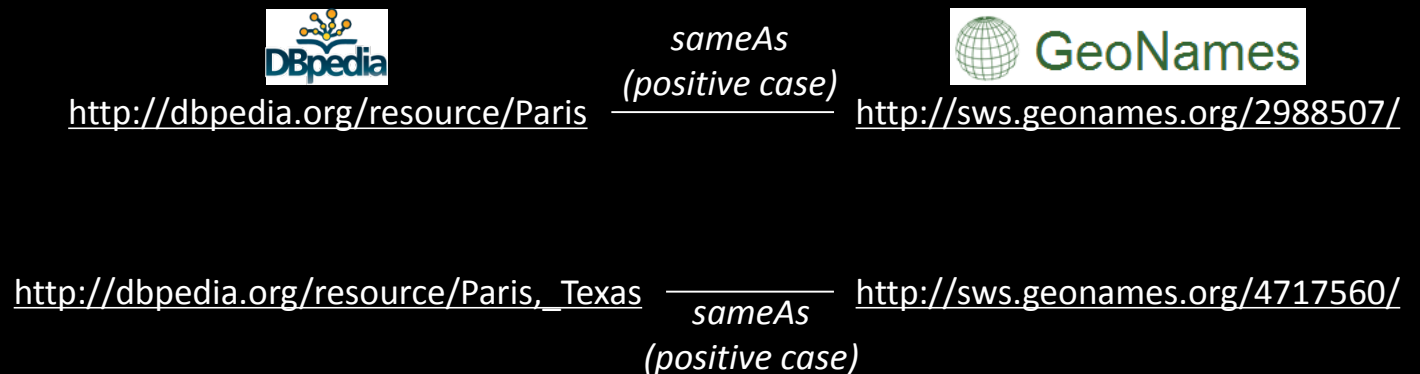 DBpedia
sameAs
GeoNames
(positive case)
http://dbpedia.org/resource/Paris
http://sws.geonames.org/2988507/
http://dbpedia.org/resource/Paris,_Texas
http://sws.geonames.org/4717560/
sameAs
(positive case)